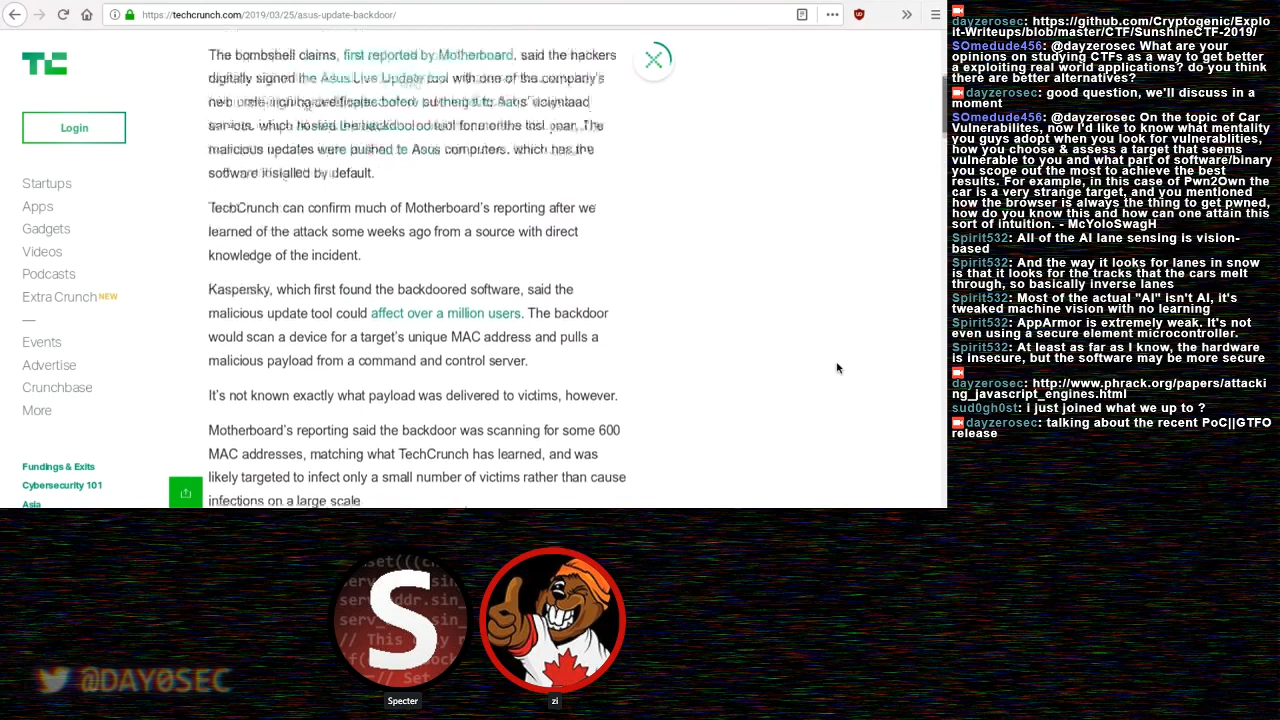 https://techcrunch.com/2019/03/25/asus-update-backdoor/
TC
Login
Startups
Apps
Gadgets
Videos
Podcasts
Extra Crunch NEW
—
Events
Advertise
Crunchbase
More
Fundings & Exits
Cybersecurity 101
Asia
The bombshell claims, first reported by Motherboard, said the hackers
digitally signed the Asus Live Update tool with one of the company's
malicious updates were pushed to Asus computers, which has the
software installed by default.
TechCrunch can confirm much of Motherboard's reporting after we
learned of the attack some weeks ago from a source with direct
knowledge of the incident.
Kaspersky, which first found the backdoored software, said the
malicious update tool could affect over a million users. The backdoor
would scan a device for a target's unique MAC address and pulls a
malicious payload from a command and control server.
It's not known exactly what payload was delivered to victims, however.
Motherboard's reporting said the backdoor was scanning for some 600
MAC addresses, matching what TechCrunch has learned, and was
likely targeted to infect only a small number of victims rather than cause
infections on a large scale
dayzerosec: https://github.com/Cryptogenic/Explo
it-Writeups/blob/master/CTF/SunshineCTF-2019/
SOmedude456: @dayzerosec What are your
opinions on studying CTFs as a way to get better
a exploiting real world applications? do you think
there are better alternatives?
dayzerosec: good question, we'll discuss in a
moment
SOmedude456: @dayzerosec On the topic of Car
Vulnerabilites, now I'd like to know what mentality
you guys adopt when you look for vulnerabilities,
how you choose & assess a target that seems
vulnerable to you and what part of software/binary
you scope out the most to achieve the best
results. For example, in this case of Pwn2Own the
car is a very strange target, and you mentioned
how the browser is always the thing to get pwned,
how do you know this and how can one attain this
sort of intuition. - McYoloSwagH
Spirit532: All of the AI lane sensing is vision-
based
Spirit532: And the way it looks for lanes in snow
is that it looks for the tracks that the cars melt
through, so basically inverse lanes
Spirit532: Most of the actual "AI" isn't AI, it's
tweaked machine vision with no learning
Spirit532: AppArmor is extremely weak. It's not
even using a secure element microcontroller.
Spirit532: At least as far as I know, the hardware
is insecure, but the software may be more secure
dayzerosec: http://www.phrack.org/papers/attacki
ng_javascript_engines.html
sud0gh0st: i just joined what we up to ?
dayzerosec: talking about the recent PoC||GTFO
release
S
@DAY0SEC
Specter
zi